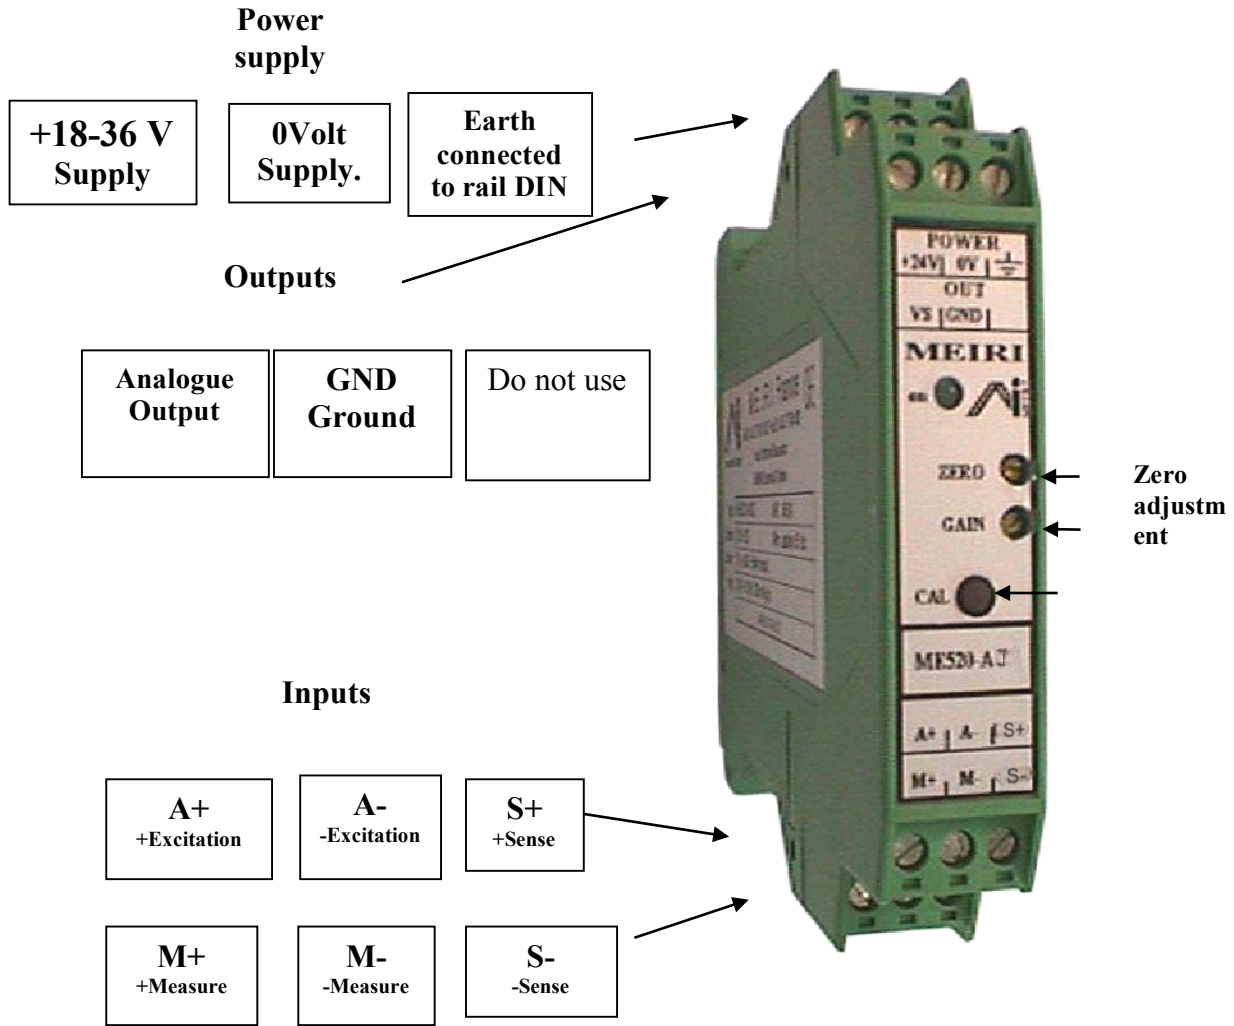 Power
supply
+18-36 V
Supply
0Volt
Supply.
Earth
connected
to rail DIN
Outputs
Analogue
Output
GND
Ground
Do not use
POWER
+24V 0V
OUT
VS GND
MEIRI
ZERO
GAIN
CAL
Zero
adjustm
ent
A+ A- S+
M+ M- S-
Inputs
A+
+Excitation
A-
-Excitation
S+
+Sense
M+
+Measure
M-
-Measure
S-
-Sense